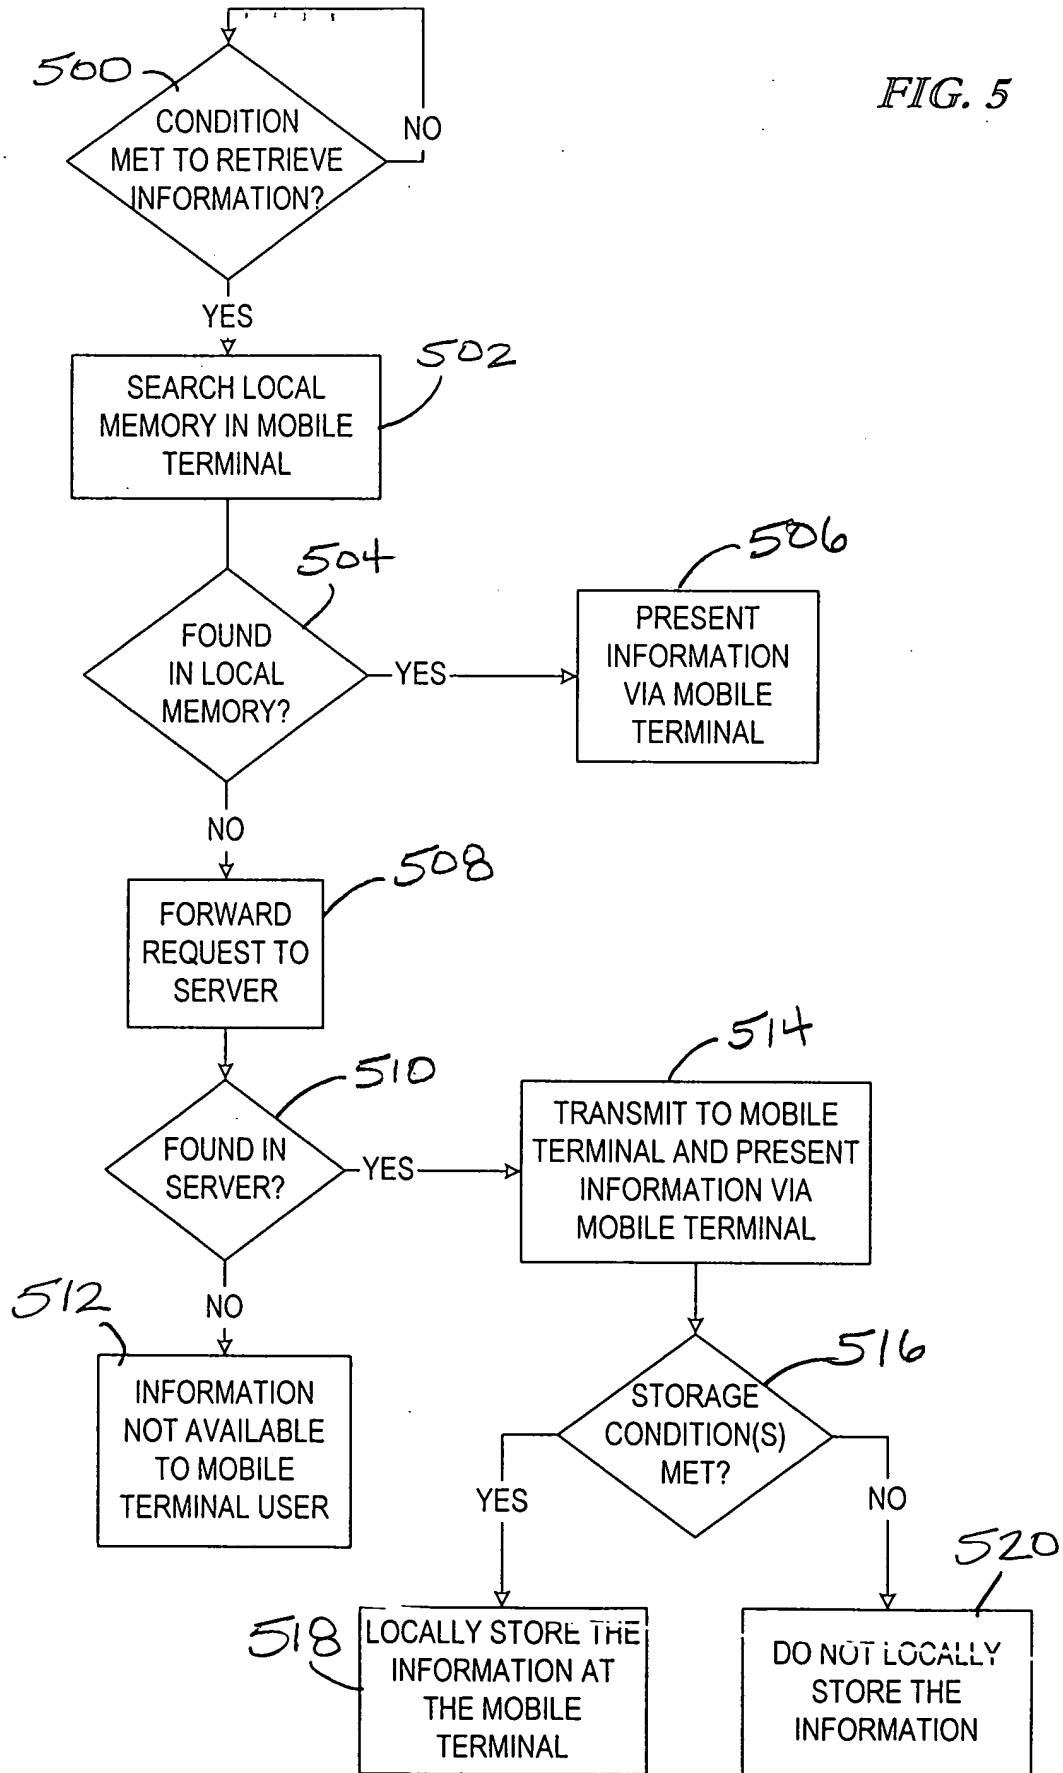 FIG. 5
500
CONDITION
MET TO RETRIEVE
INFORMATION?
NO
YES
502
SEARCH LOCAL
MEMORY IN MOBILE
TERMINAL
504
FOUND
IN LOCAL
MEMORY?
YES
506
PRESENT
INFORMATION
VIA MOBILE
TERMINAL
NO
508
FORWARD
REQUEST TO
SERVER
510
FOUND IN
SERVER?
YES
514
TRANSMIT TO MOBILE
TERMINAL AND PRESENT
INFORMATION VIA
MOBILE TERMINAL
NO
512
INFORMATION
NOT AVAILABLE
TO MOBILE
TERMINAL USER
516
STORAGE
CONDITION(S)
MET?
YES
NO
518
LOCALLY STORE THE
INFORMATION AT
THE MOBILE
TERMINAL
520
DO NOT LOCALLY
STORE THE
INFORMATION